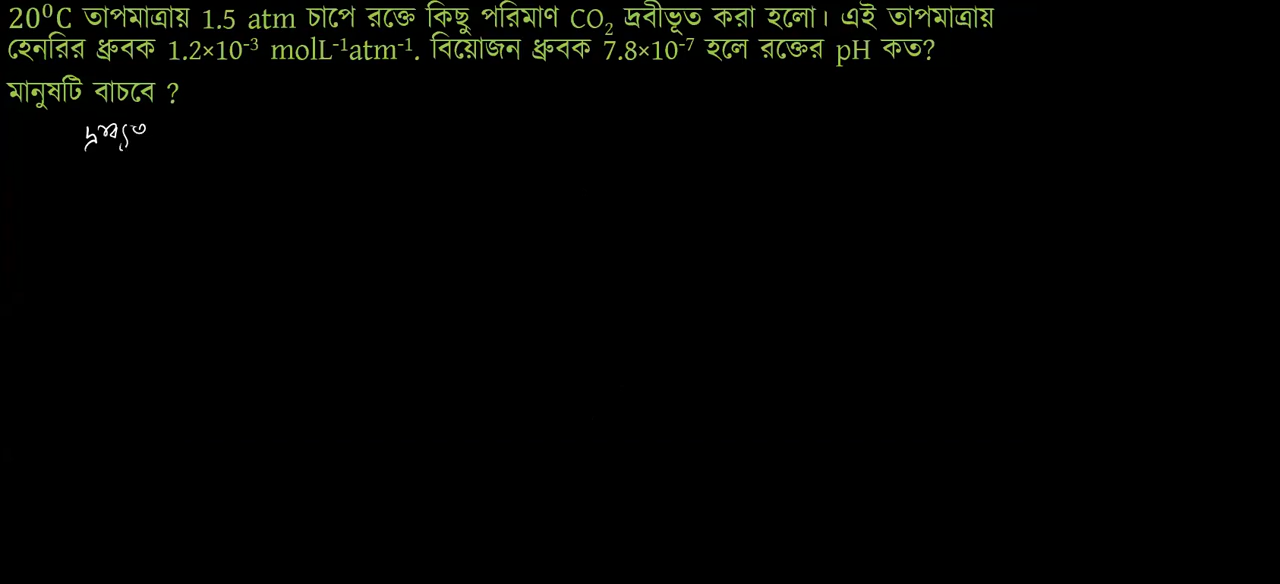 20⁰C তাপমাত্রায় 1.5 atm চাপে রক্তে কিছু পরিমাণ CO₂ দ্রবীভূত করা হলো। এই তাপমাত্রায়
হেনরির ধ্রুবক 1.2×10⁻³ molL⁻¹atm⁻¹. বিয়োজন ধ্রুবক 7.8×10⁻⁷ হলে রক্তের pH কত?
মানুষটি বাচবে ?